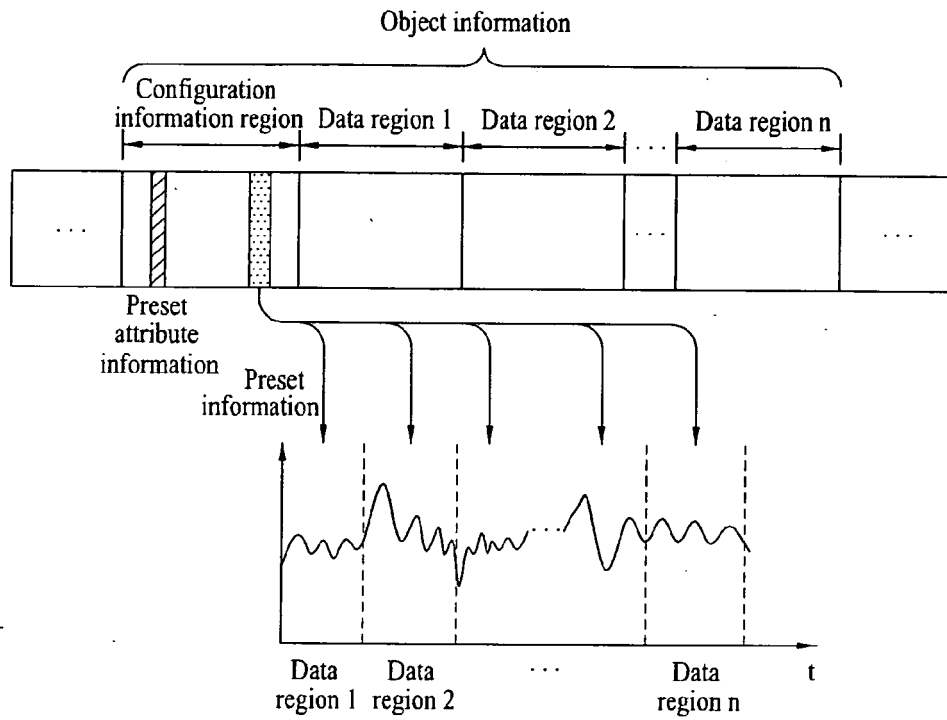 Object information
Configuration
information region
Data region 1
Data region 2
...
Data region n
...
...
...
Preset
attribute
information
Preset
information
...
Data
region 1
Data
region 2
...
Data
region n
t